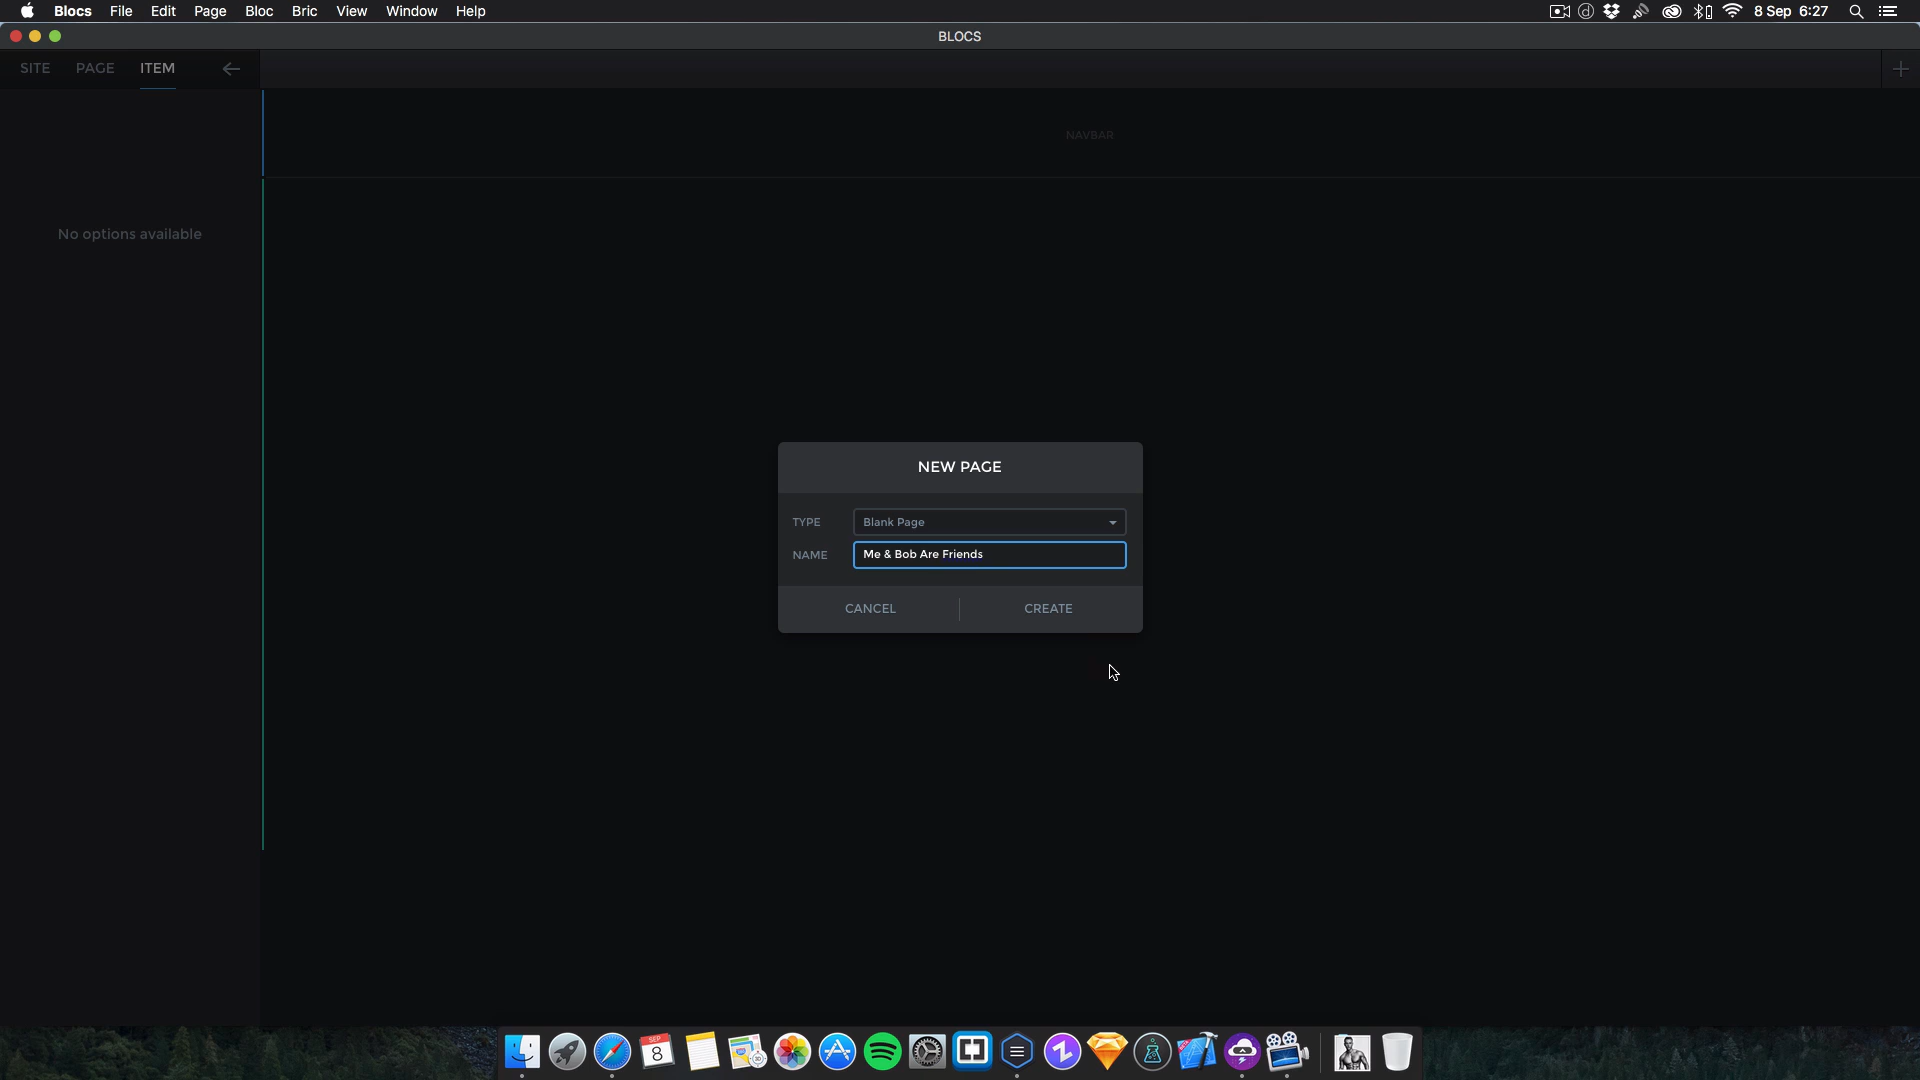 Blocs File Edit Page Bloc Bric View Window Help
8 Sep 6:27
BLOCS
SITE PAGE ITEM
NAVBAR
No options available
NEW PAGE
TYPE Blank Page
NAME Me & Bob Are Friends
CANCEL CREATE
SEP
8